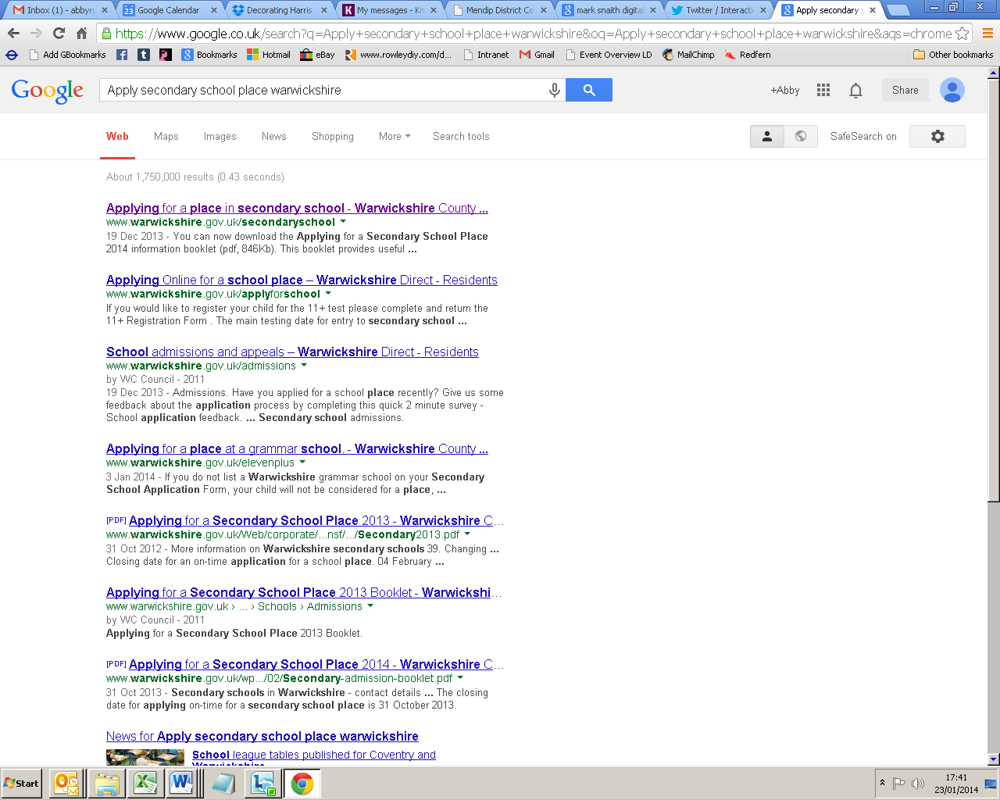 Inbox (1) - abbyru
Google Calendar
Decorating Harris
My messages - Kn
Mendip District Co
mark snaith digital
Twitter / Interacti
Apply secondary s
https://www.google.co.uk/search?q=Apply+secondary+school+place+warwickshire&oq=Apply+secondary+school+place+warwickshire&aqs=chrome
Add GBookmarks
Bookmarks
Hotmail
eBay
www.rowleydiy.com/d...
Intranet
Gmail
Event Overview LD
MailChimp
Redfern
Other bookmarks
Google
Apply secondary school place warwickshire
+Abby
Share
Web Maps Images News Shopping More Search tools
SafeSearch on
About 1,750,000 results (0.43 seconds)
Applying for a place in secondary school - Warwickshire County ...
www.warwickshire.gov.uk/secondaryschool
19 Dec 2013 - You can now download the Applying for a Secondary School Place
2014 information booklet (pdf, 846Kb). This booklet provides useful ...
Applying Online for a school place – Warwickshire Direct - Residents
www.warwickshire.gov.uk/applyforschool
If you would like to register your child for the 11+ test please complete and return the
11+ Registration Form . The main testing date for entry to secondary school ...
School admissions and appeals – Warwickshire Direct - Residents
www.warwickshire.gov.uk/admissions
by WC Council - 2011
19 Dec 2013 - Admissions. Have you applied for a school place recently? Give us some
feedback about the application process by completing this quick 2 minute survey -
School application feedback. ... Secondary school admissions.
Applying for a place at a grammar school. - Warwickshire County ...
www.warwickshire.gov.uk/elevenplus
3 Jan 2014 - If you do not list a Warwickshire grammar school on your Secondary
School Application Form, your child will not be considered for a place, ...
[PDF] Applying for a Secondary School Place 2013 - Warwickshire C...
www.warwickshire.gov.uk/Web/corporate/...nsf/.../Secondary2013.pdf
31 Oct 2012 - More information on Warwickshire secondary schools 39. Changing ...
Closing date for an on-time application for a school place. 04 February ...
Applying for a Secondary School Place 2013 Booklet - Warwickshi...
www.warwickshire.gov.uk › ... › Schools › Admissions
by WC Council - 2011
Applying for a Secondary School Place 2013 Booklet.
[PDF] Applying for a Secondary School Place 2014 - Warwickshire C...
www.warwickshire.gov.uk/wp.../02/Secondary-admission-booklet.pdf
31 Oct 2013 - Secondary schools in Warwickshire - contact details ... The closing
date for applying on-time for a secondary school place is 31 October 2013.
News for Apply secondary school place warwickshire
School league tables published for Coventry and
Warwickshire
Start
17:41
23/01/2014